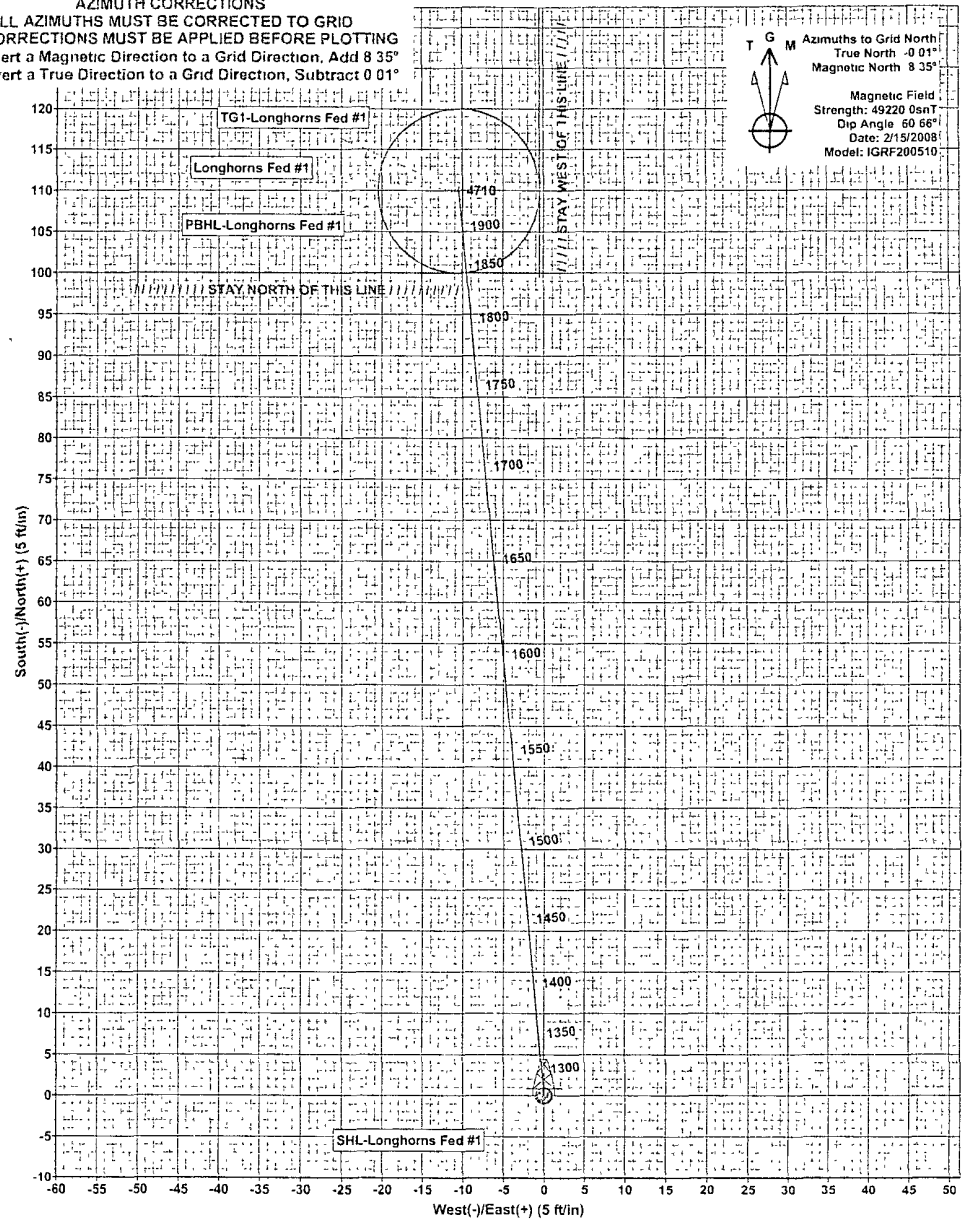 AZIMUTH CORRECTIONS
LL AZIMUTHS MUST BE CORRECTED TO GRID
ORRECTIONS MUST BE APPLIED BEFORE PLOTTING
ert a Magnetic Direction to a Grid Direction, Add 8 35°
ert a True Direction to a Grid Direction, Subtract 0 01°
T G M
Azimuths to Grid North
True North -0 01°
Magnetic North 8 35°
Magnetic Field
Strength: 49220 0snT
Dip Angle 60 66°
Date: 2/15/2008
Model: IGRF200510
TG1-Longhorns Fed #1
Longhorns Fed #1
PBHL-Longhorns Fed #1
///// STAY WEST OF THIS LINE /////
////////// STAY NORTH OF THIS LINE //////////
4710
1900
1850
1800
1750
1700
1650
1600
1550
1500
1450
1400
1350
1300
SHL-Longhorns Fed #1
South(-)/North(+) (5 ft/in)
120
115
110
105
100
95
90
85
80
75
70
65
60
55
50
45
40
35
30
25
20
15
10
5
0
-5
-10
-60 -55 -50 -45 -40 -35 -30 -25 -20 -15 -10 -5 0 5 10 15 20 25 30 35 40 45 50
West(-)/East(+) (5 ft/in)